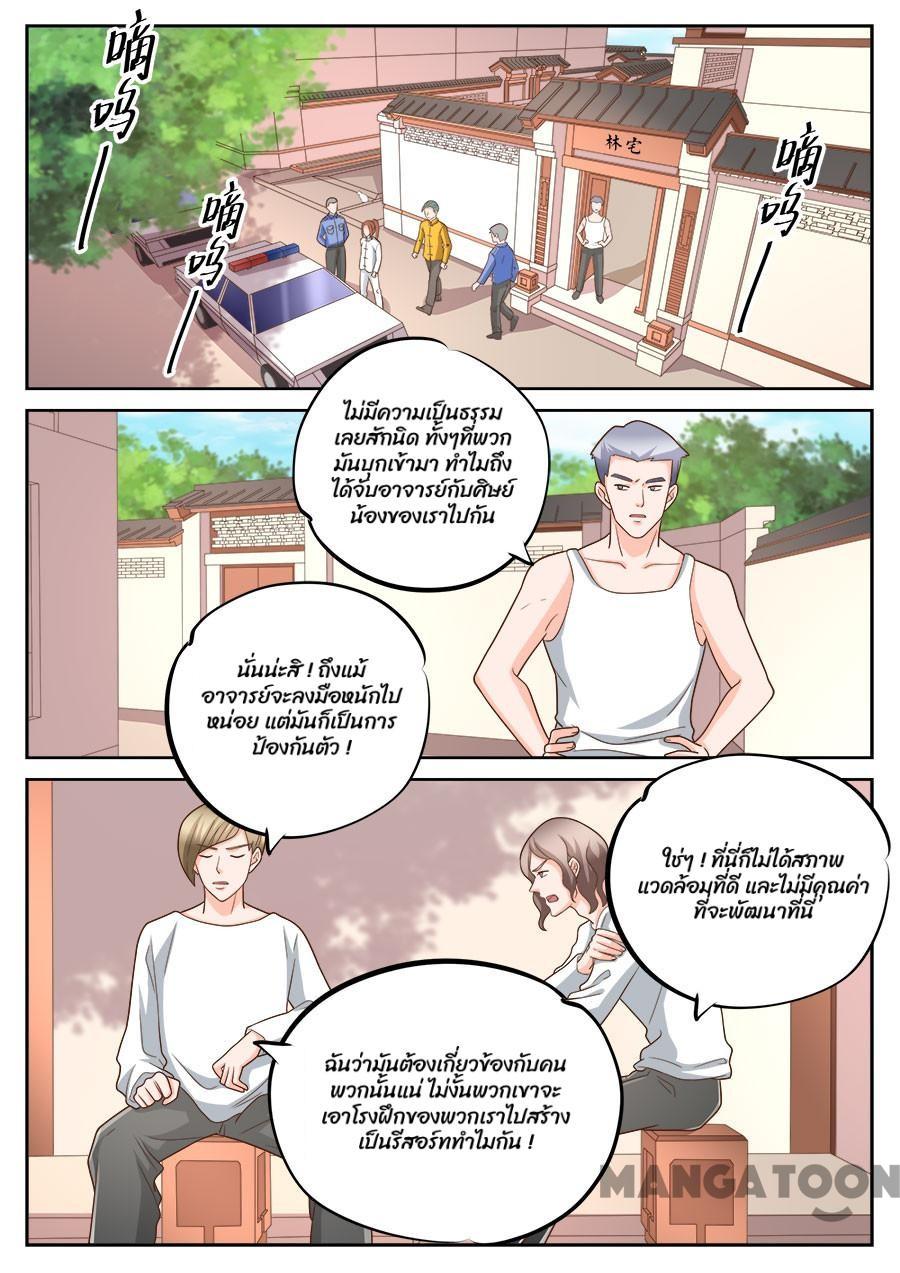 嘀
呜
嘀
呜
林宅
嘀
呜
ไม่มีความเป็นธรรม
เลยสักนิด ทั้งๆที่พวก
มันบุกเข้ามา ทำไมถึง
ได้จับอาจารย์กับศิษย์
น้องของเราไปกัน
นั่นน่ะสิ ! ถึงแม้
อาจารย์จะลงมือหนักไป
หน่อย แต่มันก็เป็นการ
ป้องกันตัว !
ใช่ๆ ! ที่นี่ก็ไม่ได้สภาพ
แวดล้อมที่ดี และไม่มีคุณค่า
ที่จะพัฒนาที่นี่
ฉันว่ามันต้องเกี่ยวข้องกับคน
พวกนั้นแน่ ไม่งั้นพวกเขาจะ
เอาโรงฝึกของพวกเราไปสร้าง
เป็นรีสอร์ททำไมกัน !
MANGATOON